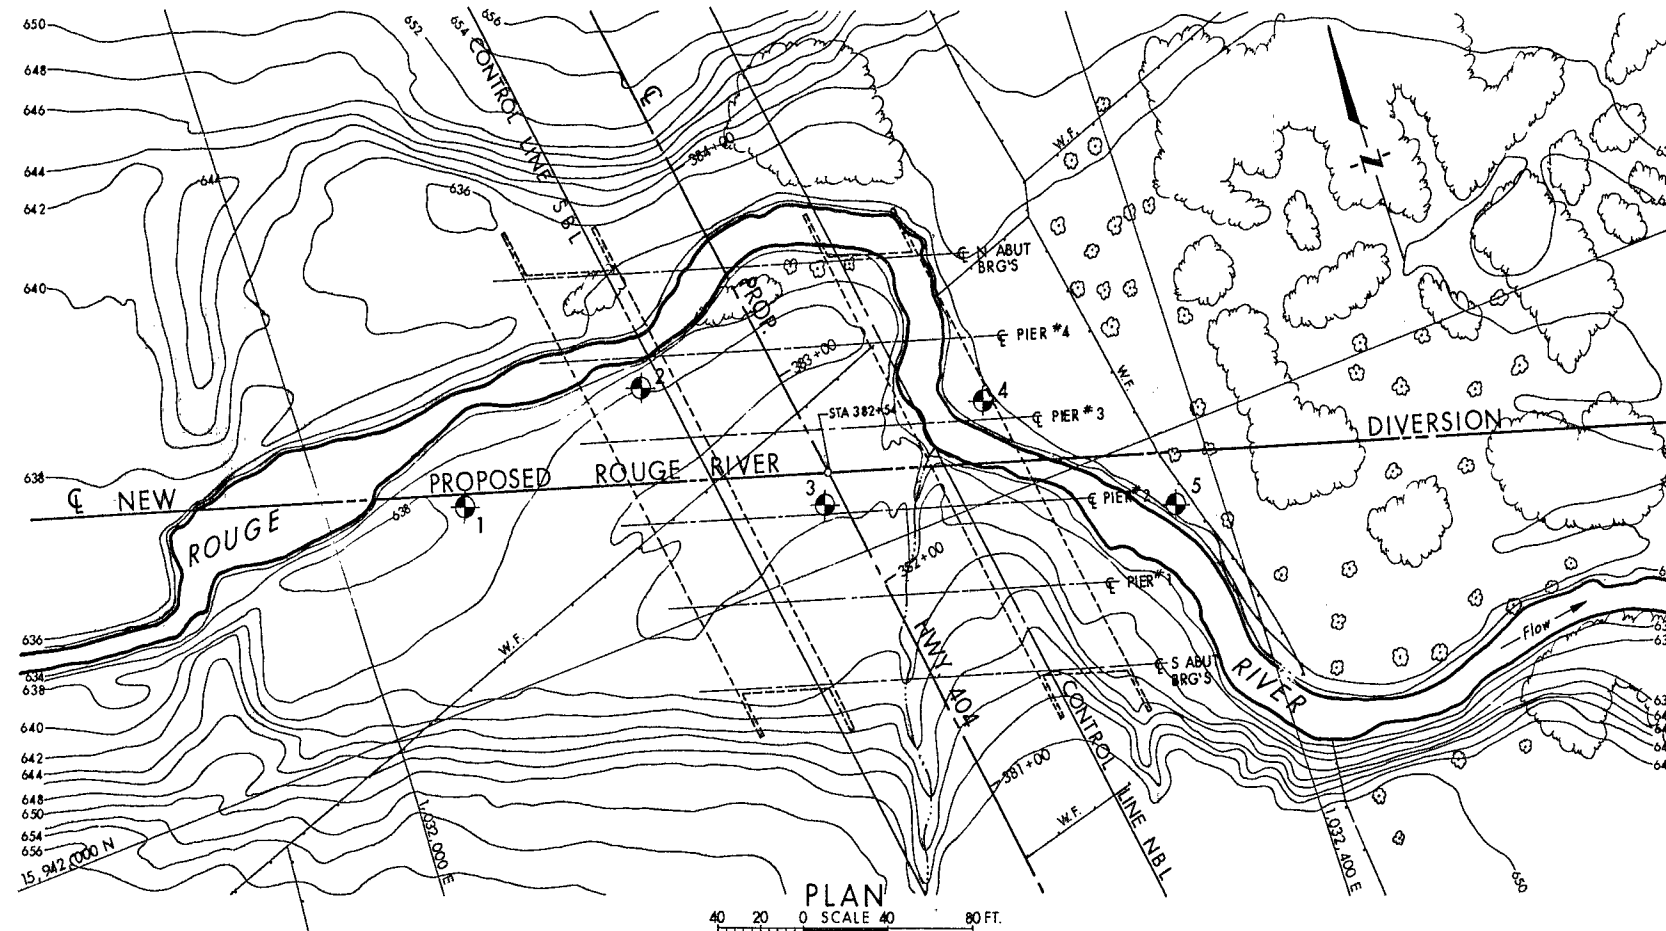 650
648
646
644
642
640
638
636
634
638
640
642
644
648
650
654
656
652
654
656
644
636
638
CONTROL LINE SBL
℄
384+00
W.F.
N
℄ N ABUT
BRG'S
PROP.
℄ PIER #4
383+00
2
4
W.F.
STA 382+54
℄ PIER #3
DIVERSION
℄ NEW
PROPOSED ROUGE RIVER
1
3
℄ PIER #2
5
ROUGE
382+00
℄ PIER #1
W.F.
HWY 404
℄ S ABUT
BRG'S
RIVER
Flow
CONTROL LINE NBL
381+00
W.F.
15,942,000 N
1,032,000 E
1,032,400 E
650
PLAN
40 20 0 SCALE 40 80 FT.